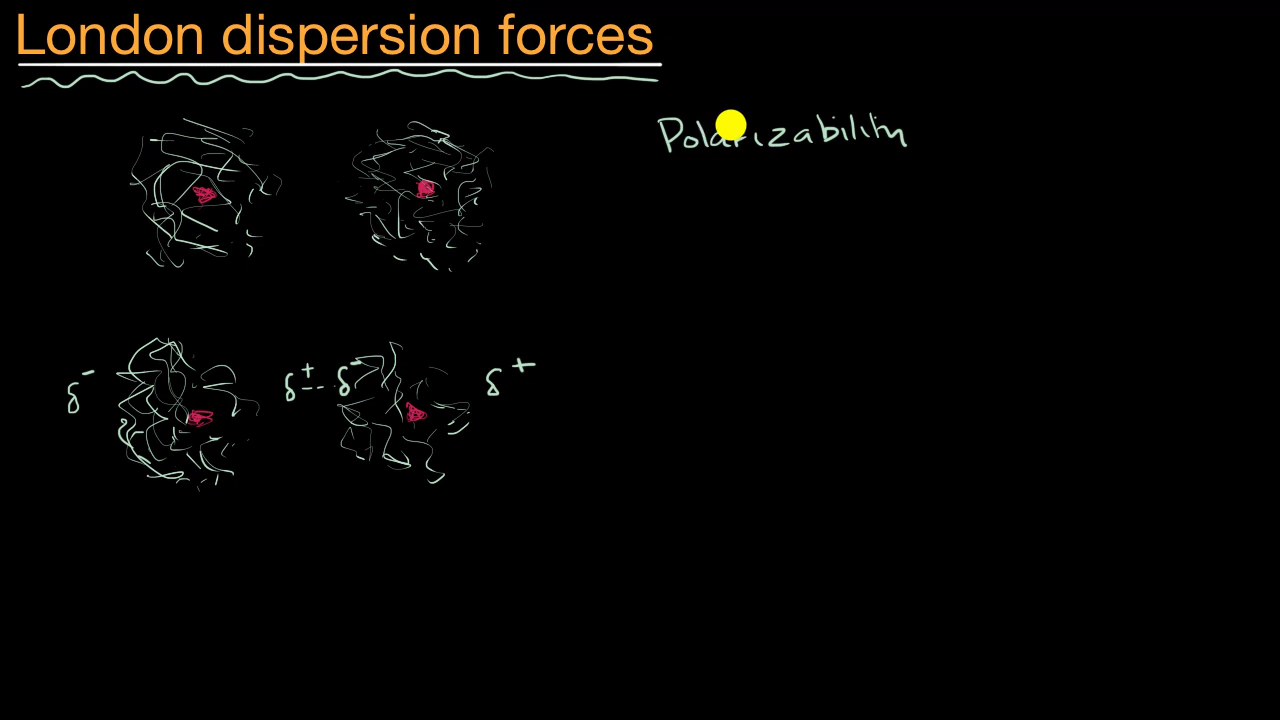 London dispersion forces
Polarizability
δ⁻ δ⁺ -- δ⁻ δ⁺